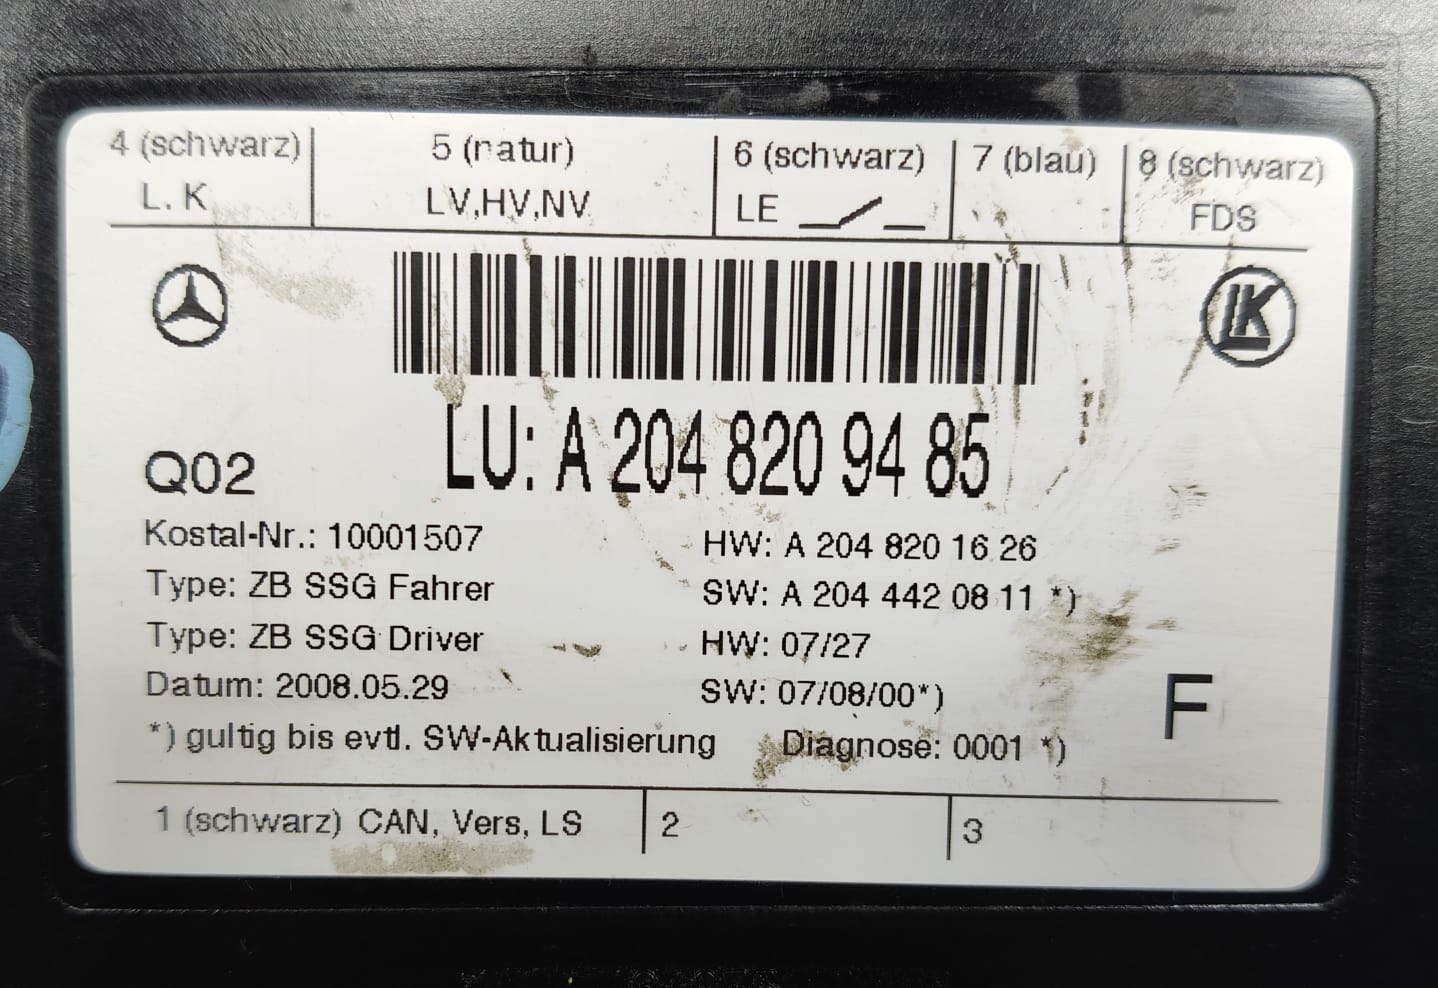 4 (schwarz) 5 (natur) 6 (schwarz) 7 (blau) 8 (schwarz)
L. K LV,HV,NV LE FDS
LK
LU: A 204 820 94 85
Q02
Kostal-Nr.: 10001507 HW: A 204 820 16 26
Type: ZB SSG Fahrer SW: A 204 442 08 11 *)
Type: ZB SSG Driver HW: 07/27
Datum: 2008.05.29 SW: 07/08/00*)
F
*) gultig bis evtl. SW-Aktualisierung Diagnose: 0001 *)
1 (schwarz) CAN, Vers, LS 2 3